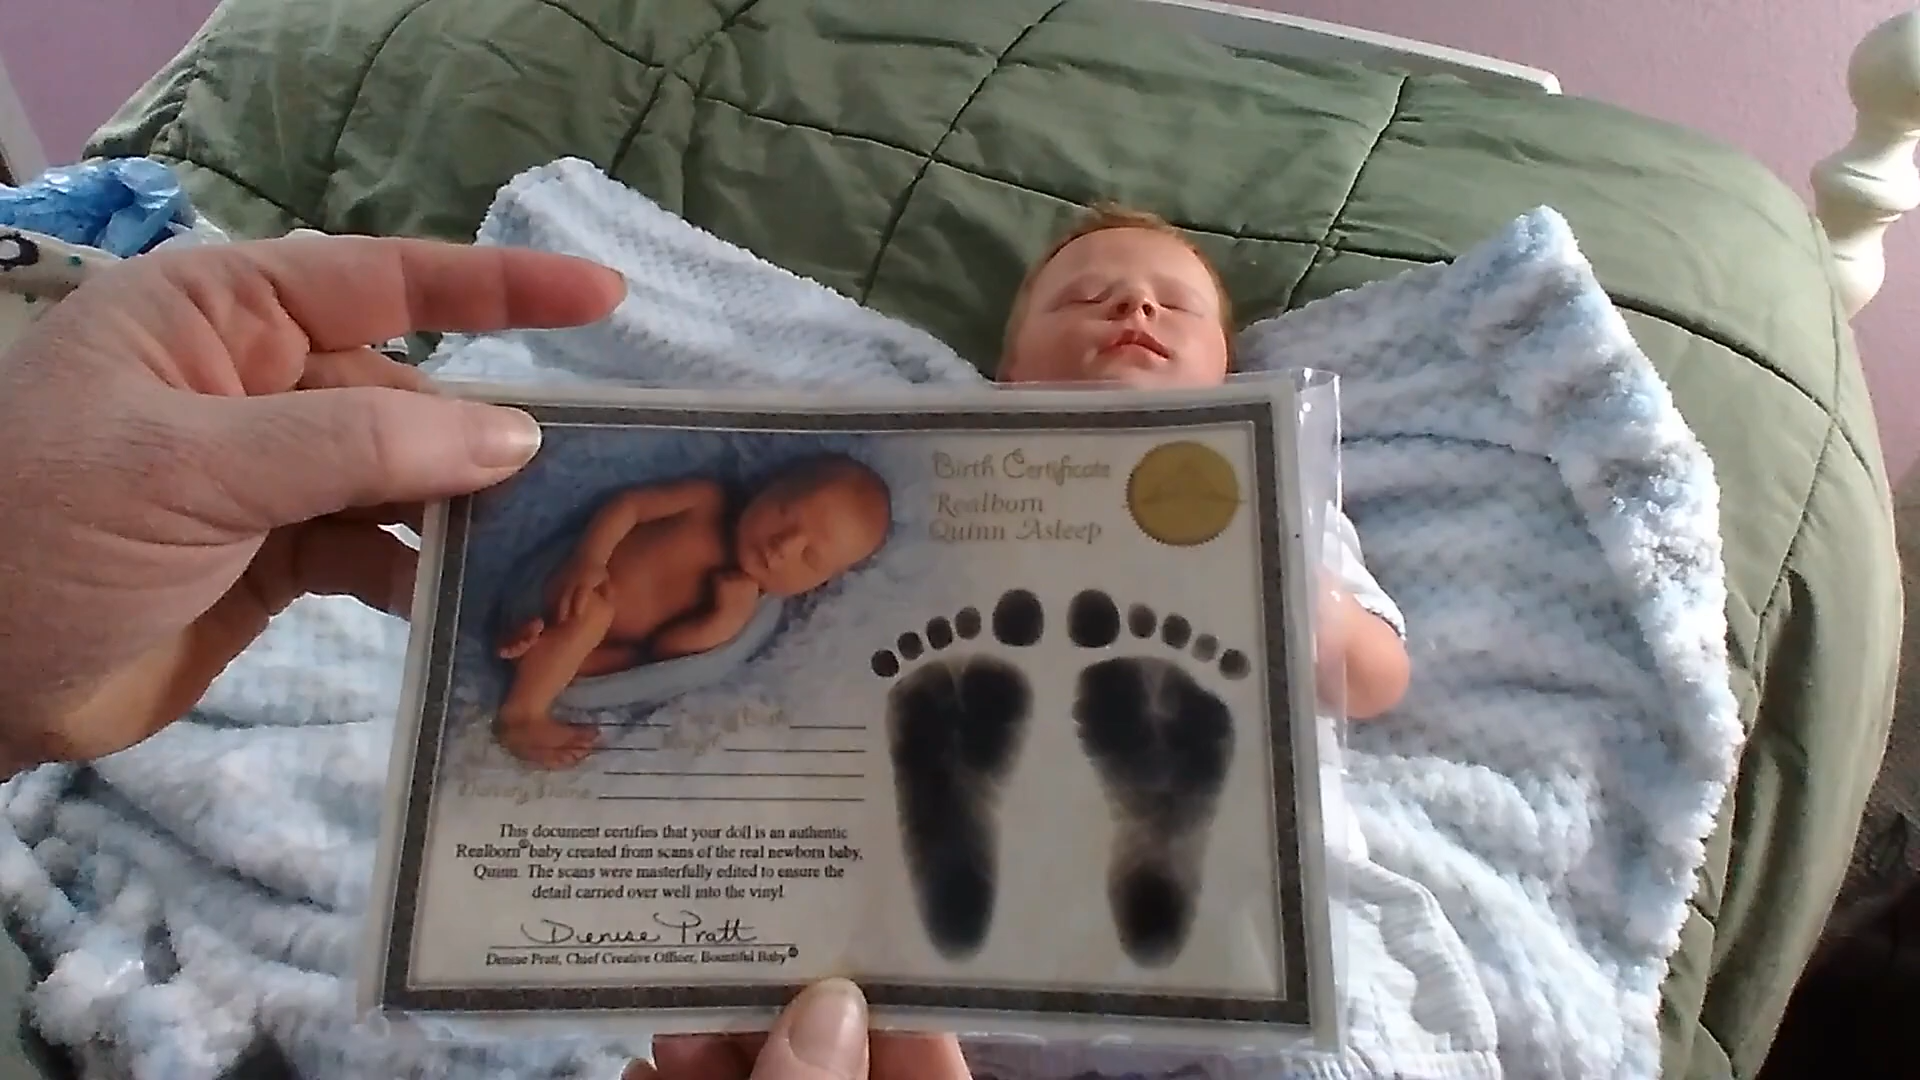 Birth Certificate
Realborn
Quinn Asleep
This document certifies that your doll is an authentic
Realborn® baby created from scans of the real newborn baby,
Quinn. The scans were masterfully edited to ensure the
detail carried over well into the vinyl.
Denise Pratt
Denise Pratt, Chief Creative Officer, Bountiful Baby®